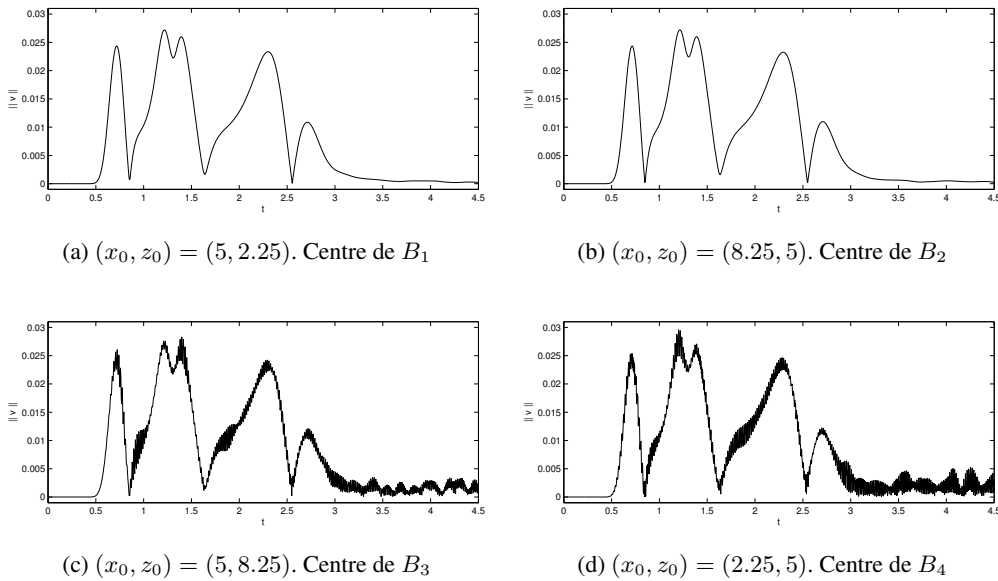 0.03
0.025
0.02
0.015
0.01
0.005
0
|| v ||
0 0.5 1 1.5 2 2.5 3 3.5 4 4.5
t
(a) (x₀, z₀) = (5, 2.25). Centre de B₁
0.03
0.025
0.02
0.015
0.01
0.005
0
|| v ||
0 0.5 1 1.5 2 2.5 3 3.5 4 4.5
t
(b) (x₀, z₀) = (8.25, 5). Centre de B₂
0.03
0.025
0.02
0.015
0.01
0.005
0
|| v ||
0 0.5 1 1.5 2 2.5 3 3.5 4 4.5
t
(c) (x₀, z₀) = (5, 8.25). Centre de B₃
0.03
0.025
0.02
0.015
0.01
0.005
0
|| v ||
0 0.5 1 1.5 2 2.5 3 3.5 4 4.5
t
(d) (x₀, z₀) = (2.25, 5). Centre de B₄